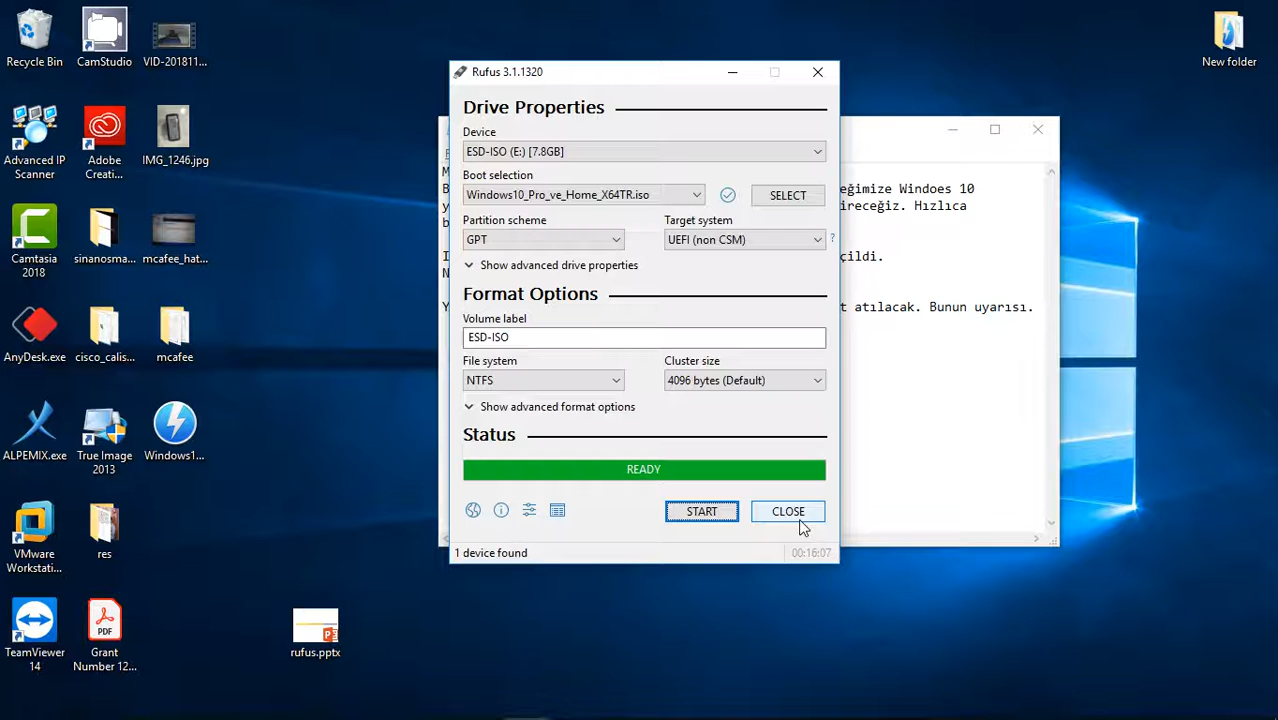 Recycle Bin
CamStudio
VID-201811...
New folder
Advanced IP
Scanner
Adobe
Creati...
IMG_1246.jpg
Camtasia
2018
sinanosma...
mcafee_hat...
AnyDesk.exe
cisco_calis...
mcafee
ALPEMIX.exe
True Image
2013
Windows1...
VMware
Workstati...
res
TeamViewer
14
PDF
Grant
Number 12...
rufus.pptx
Rufus 3.1.1320
Drive Properties
Device
ESD-ISO (E:) [7.8GB]
Boot selection
Windows10_Pro_ve_Home_X64TR.iso
SELECT
Partition scheme
Target system
GPT
UEFI (non CSM)
?
Show advanced drive properties
Format Options
Volume label
ESD-ISO
File system
Cluster size
NTFS
4096 bytes (Default)
Show advanced format options
Status
READY
START
CLOSE
1 device found
00:16:07
eğimize Windoes 10
ireceğiz. Hızlıca
çildi.
t atılacak. Bunun uyarısı.